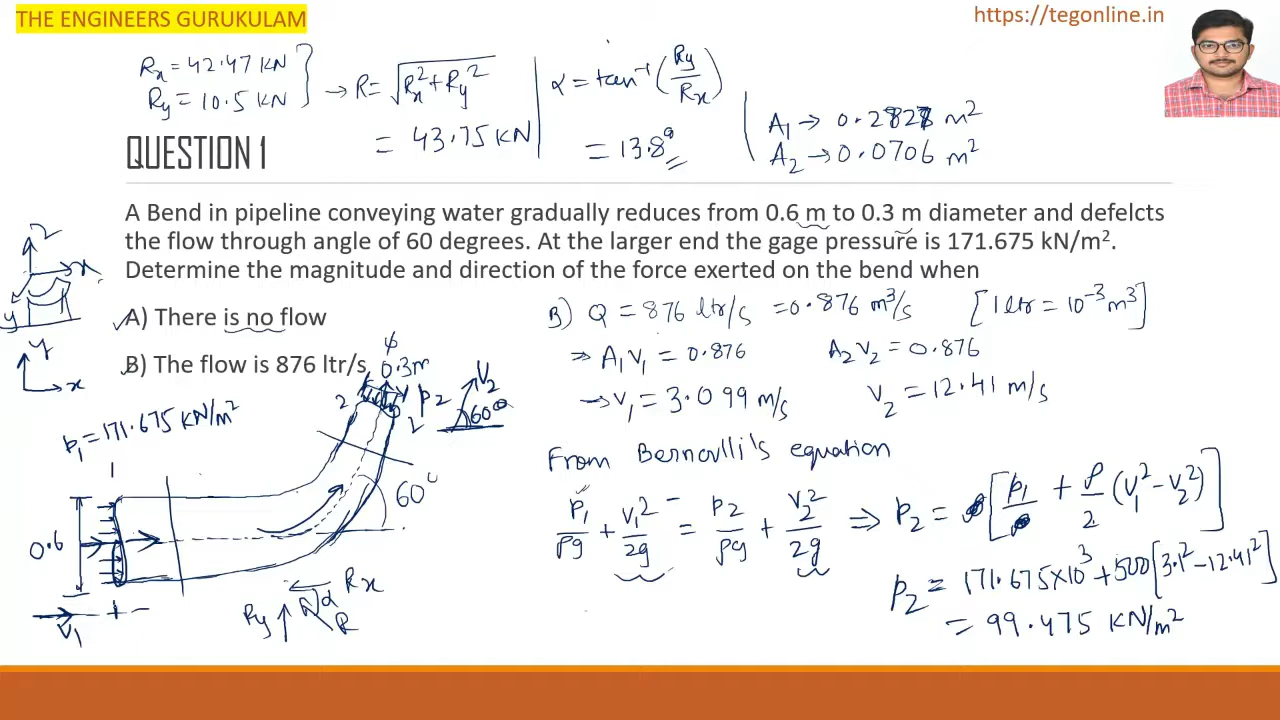 THE ENGINEERS GURUKULAM
https://tegonline.in
Rx = 42.47 KN
Ry = 10.5 KN
→ R = √(Rx² + Ry²)
= 43.75 KN
α = tan⁻¹ (Ry/Rx)
= 13.8°
A₁ → 0.2827 m²
A₂ → 0.0706 m²
QUESTION 1
A Bend in pipeline conveying water gradually reduces from 0.6 m to 0.3 m diameter and defelcts
the flow through angle of 60 degrees. At the larger end the gage pressure is 171.675 kN/m².
Determine the magnitude and direction of the force exerted on the bend when
A) There is no flow
B) The flow is 876 ltr/s
z
x
y
y
x
p₁ = 171.675 KN/m²
1
0.6
V₁
1
ϕ
0.3m
2
2
p₂
V₂
60°
60°
Rx
α
Ry
R
B) Q = 876 ltr/s = 0.876 m³/s [1 ltr = 10⁻³ m³]
⇒ A₁V₁ = 0.876
A₂V₂ = 0.876
→ V₁ = 3.099 m/s
V₂ = 12.41 m/s
From Bernoulli's equation
p₁/ρg + V₁²/2g = p₂/ρg + V₂²/2g ⇒ p₂ = [p₁ + ρ/2 (V₁² − V₂²)]
p₂ = 171.675×10³ + 500[3.1² − 12.41²]
= 99.475 KN/m²